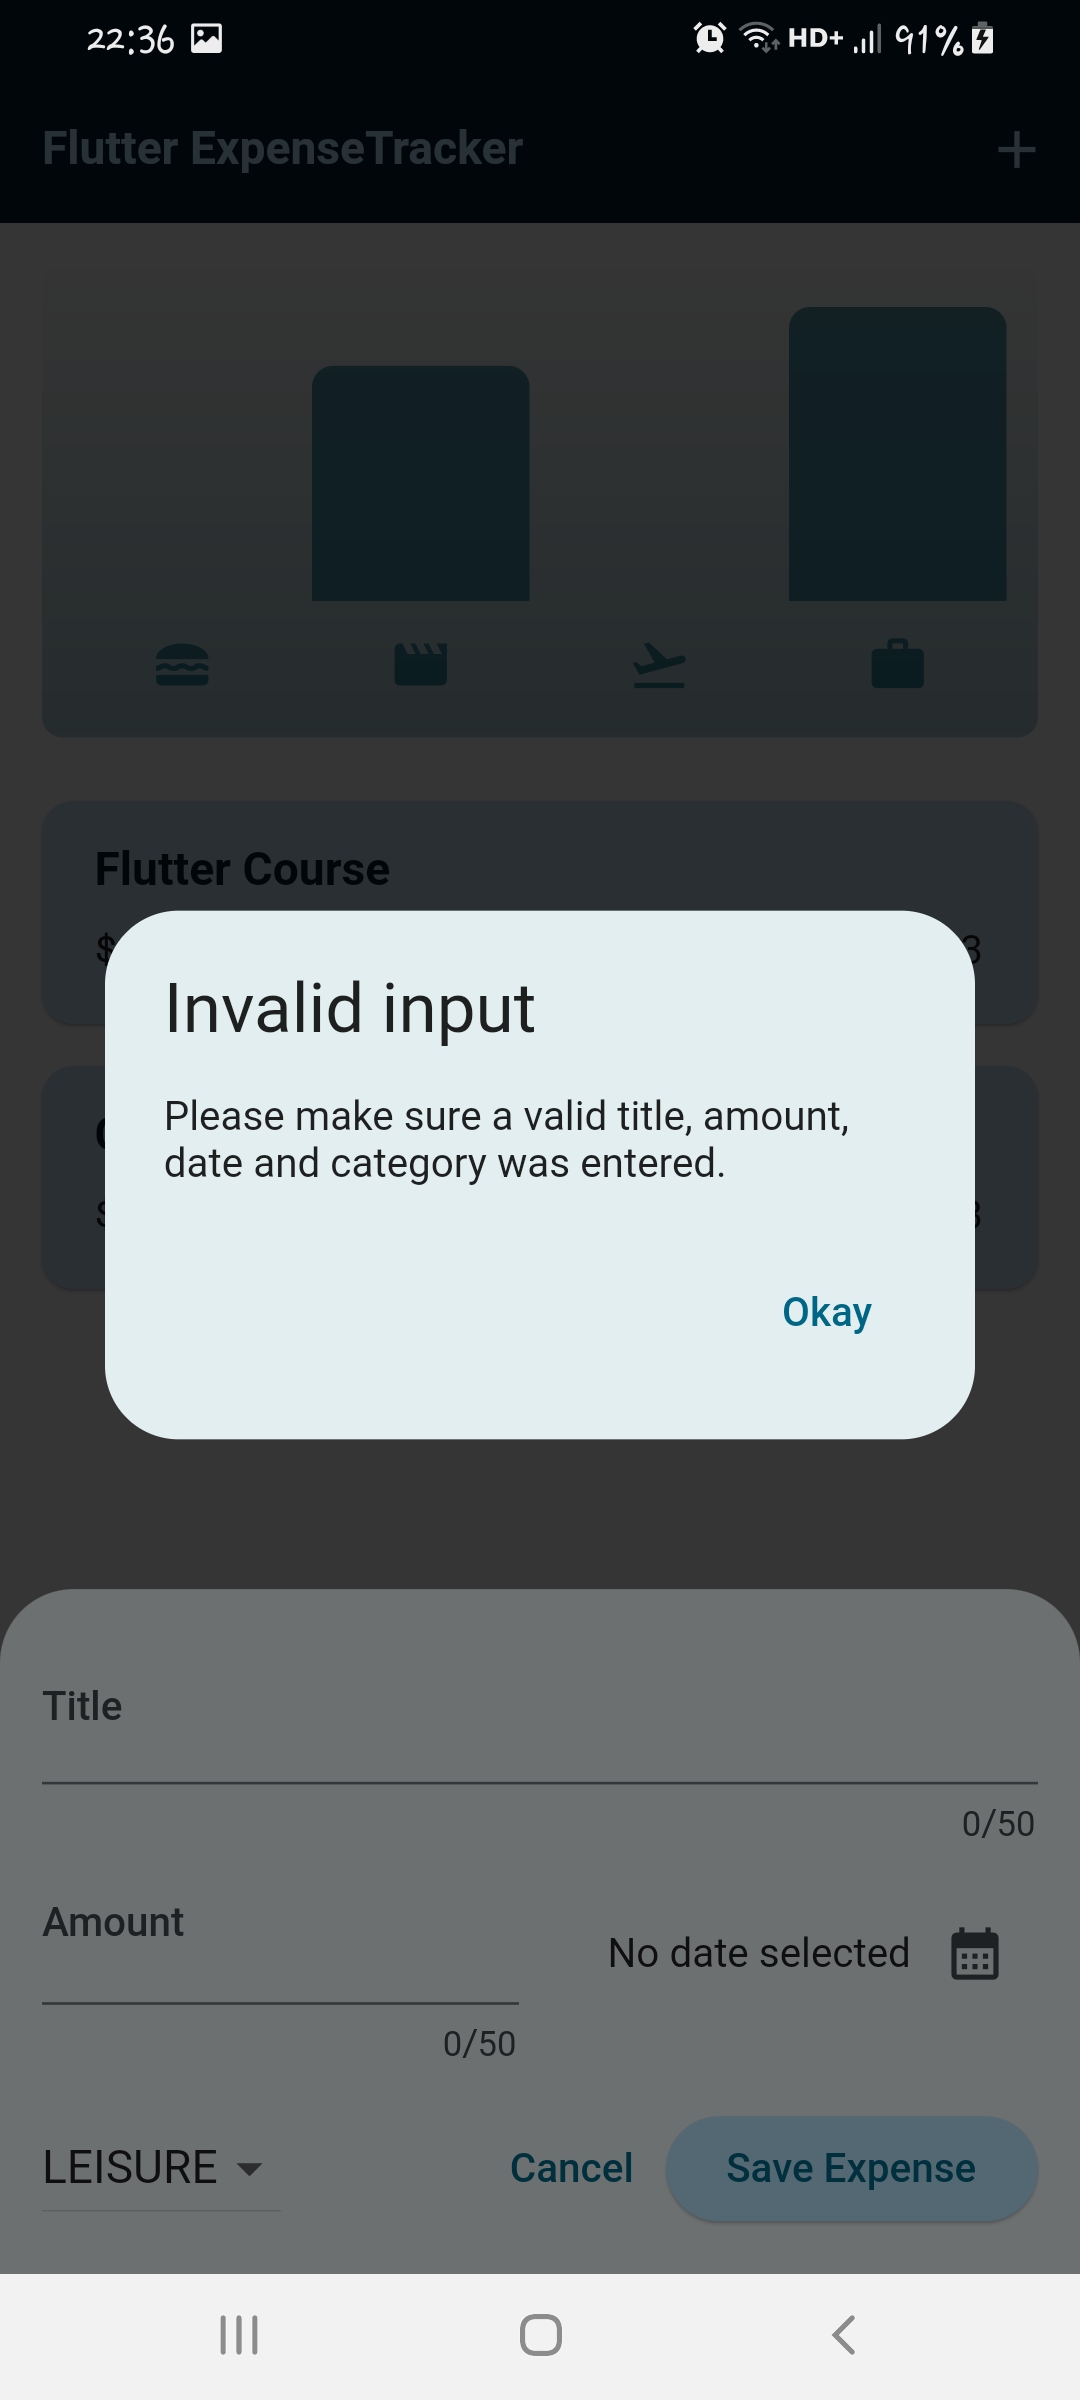 22:36 HD+ 91%
Flutter ExpenseTracker
Flutter Course
$ 3
Invalid input
Please make sure a valid title, amount,
date and category was entered.
Okay
Title
0/50
Amount
No date selected
0/50
LEISURE Cancel Save Expense